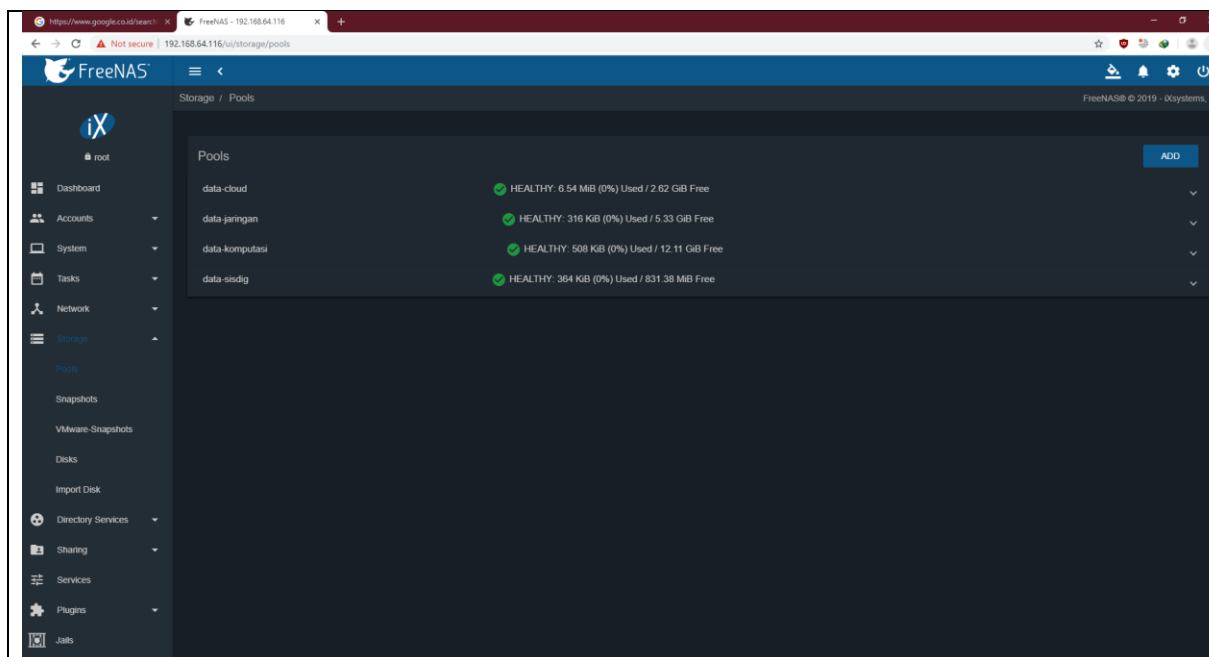 https://www.google.co.id/search
FreeNAS - 192.168.64.116
Not secure | 192.168.64.116/ui/storage/pools
FreeNAS
Storage / Pools
FreeNAS® © 2019 - iXsystems,
iX
root
Pools
ADD
data-cloud HEALTHY: 6.54 MiB (0%) Used / 2.62 GiB Free
data-jaringan HEALTHY: 316 KiB (0%) Used / 5.33 GiB Free
data-komputasi HEALTHY: 508 KiB (0%) Used / 12.11 GiB Free
data-sisdig HEALTHY: 364 KiB (0%) Used / 831.38 MiB Free
Dashboard
Accounts
System
Tasks
Network
Storage
Pools
Snapshots
VMware-Snapshots
Disks
Import Disk
Directory Services
Sharing
Services
Plugins
Jails